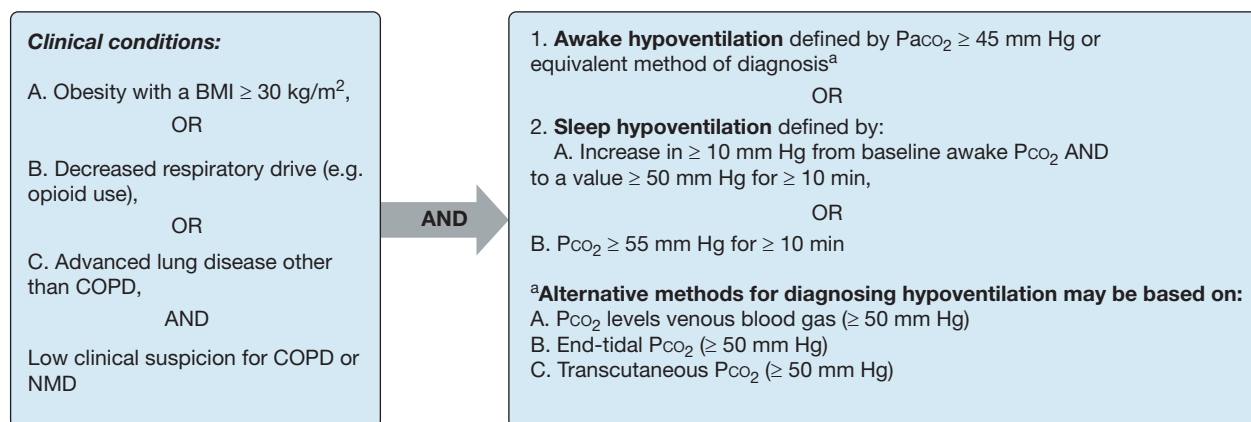 Clinical conditions:
A. Obesity with a BMI ≥ 30 kg/m²,
OR
B. Decreased respiratory drive (e.g.
opioid use),
OR
C. Advanced lung disease other
than COPD,
AND
Low clinical suspicion for COPD or
NMD
AND
1. Awake hypoventilation defined by Paco₂ ≥ 45 mm Hg or
equivalent method of diagnosisᵃ
OR
2. Sleep hypoventilation defined by:
A. Increase in ≥ 10 mm Hg from baseline awake Pco₂ AND
to a value ≥ 50 mm Hg for ≥ 10 min,
OR
B. Pco₂ ≥ 55 mm Hg for ≥ 10 min
ᵃAlternative methods for diagnosing hypoventilation may be based on:
A. Pco₂ levels venous blood gas (≥ 50 mm Hg)
B. End-tidal Pco₂ (≥ 50 mm Hg)
C. Transcutaneous Pco₂ (≥ 50 mm Hg)